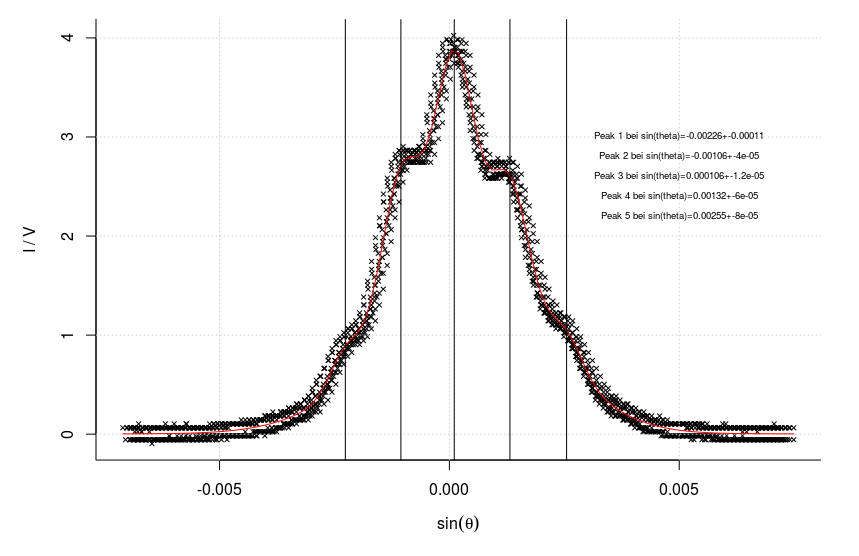 4
3
2
1
0
I / V
Peak 1 bei sin(theta)=-0.00226+-0.00011
Peak 2 bei sin(theta)=-0.00106+-4e-05
Peak 3 bei sin(theta)=0.000106+-1.2e-05
Peak 4 bei sin(theta)=0.00132+-6e-05
Peak 5 bei sin(theta)=0.00255+-8e-05
-0.005 0.000 0.005
sin(θ)